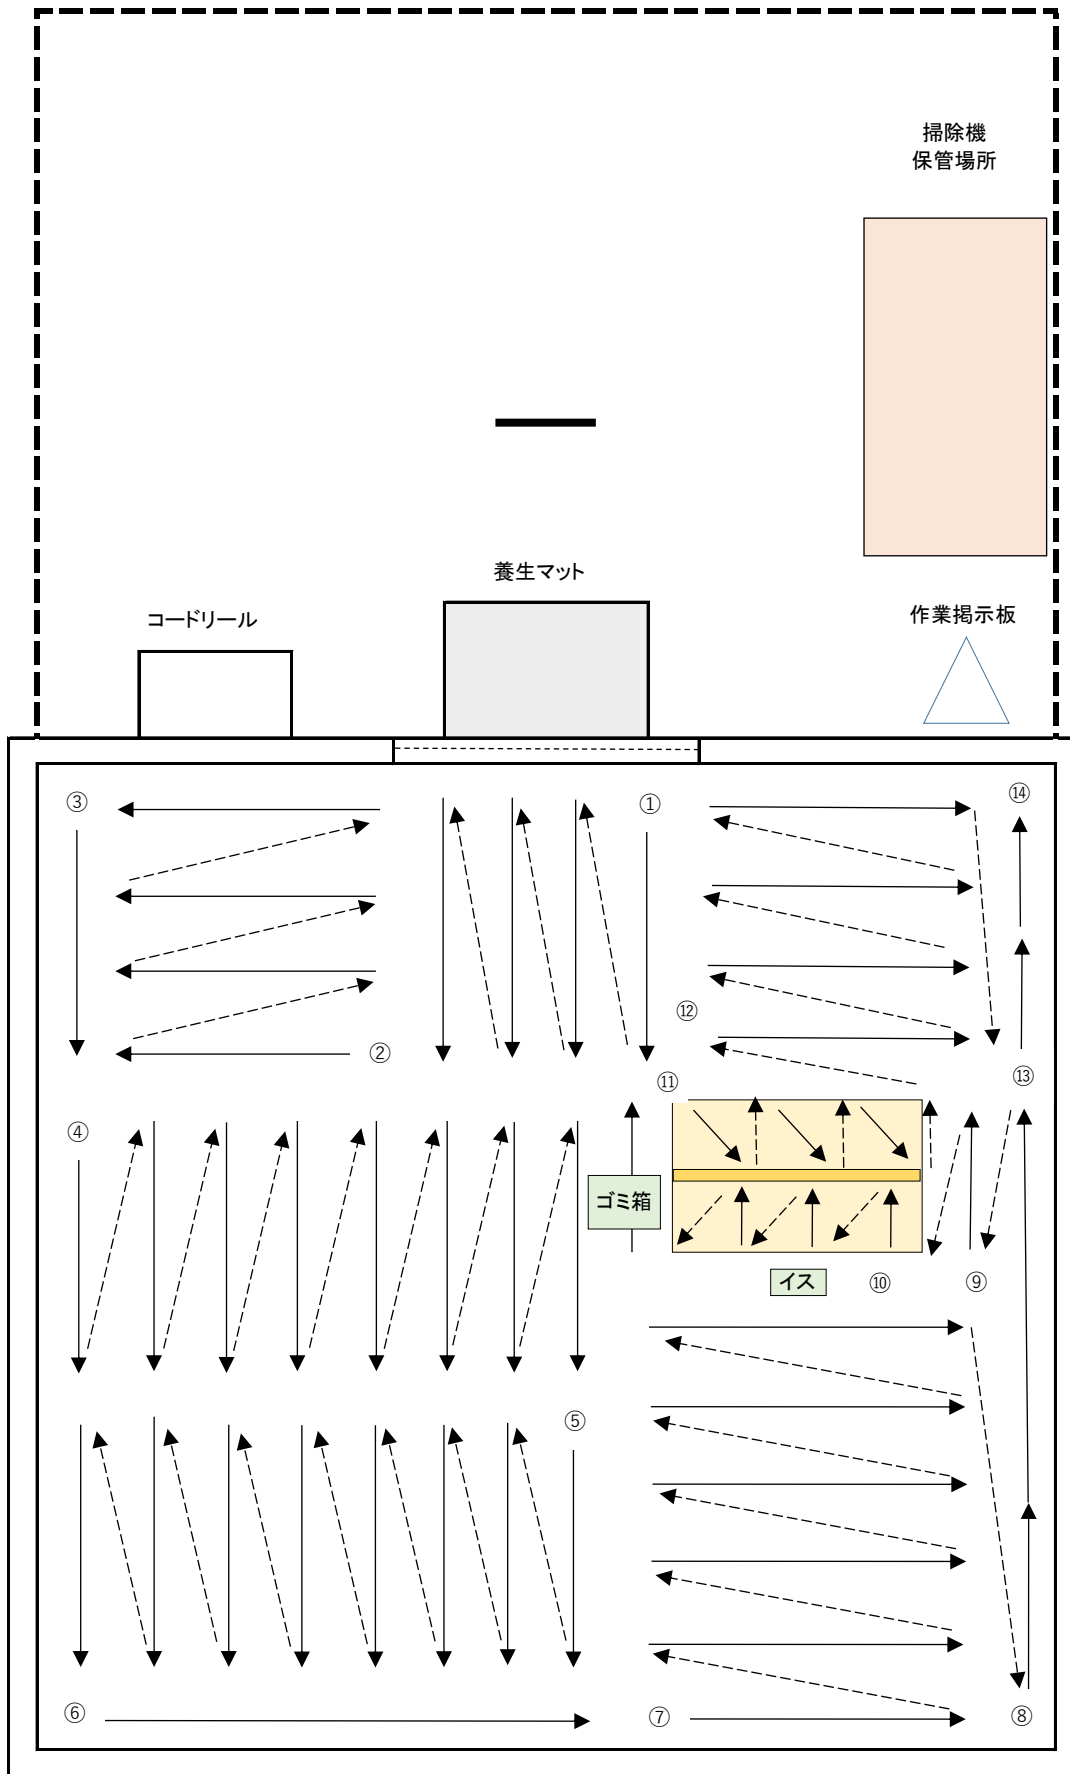 掃除機
保管場所
養生マット
コードリール
作業掲示板
③
①
⑭
⑫
②
⑪
⑬
④
ゴミ箱
イス
⑩
⑨
⑤
⑥
⑦
⑧